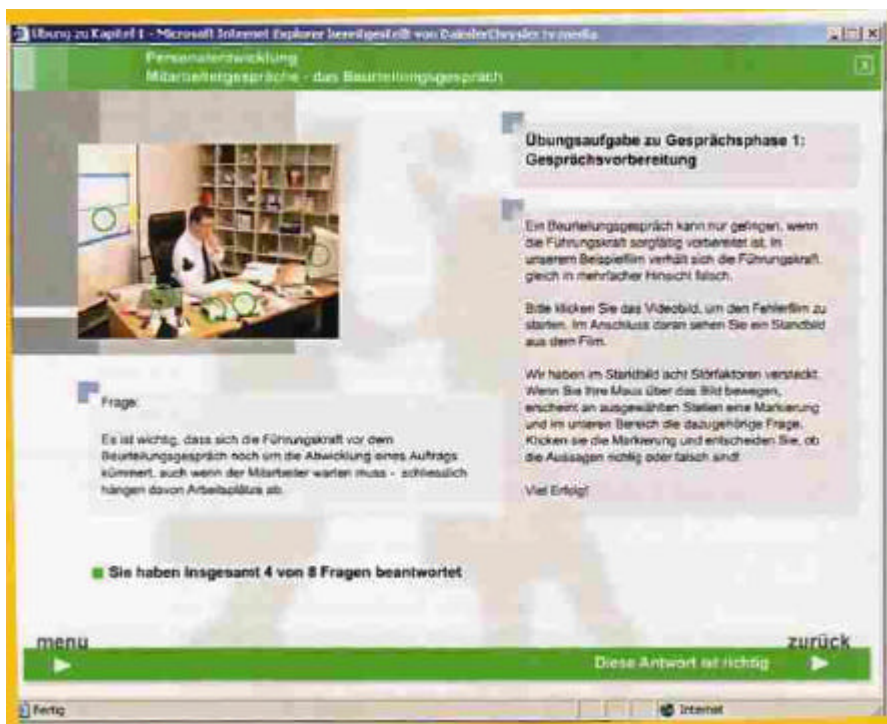 Übung zu Kapitel 1 - Microsoft Internet Explorer bereitgestellt von DaimlerChrysler tv.media
Personalentwicklung
Mitarbeitergespräche - das Beurteilungsgespräch
Übungsaufgabe zu Gesprächsphase 1:
Gesprächsvorbereitung
Ein Beurteilungsgespräch kann nur gelingen, wenn
die Führungskraft sorgfältig vorbereitet ist. In
unserem Beispielfilm verhält sich die Führungskraft
gleich in mehrfacher Hinsicht falsch.
Bitte klicken Sie das Videobild, um den Fehlerfilm zu
starten. Im Anschluss daran sehen Sie ein Standbild
aus dem Film.
Wir haben im Standbild acht Störfaktoren versteckt.
Wenn Sie Ihre Maus über das Bild bewegen,
erscheint an ausgewählten Stellen eine Markierung
und im unteren Bereich die dazugehörige Frage.
Klicken sie die Markierung und entscheiden Sie, ob
die Aussagen richtig oder falsch sind!
Viel Erfolg!
Frage:
Es ist wichtig, dass sich die Führungskraft vor dem
Beurteilungsgespräch noch um die Abwicklung eines Auftrags
kümmert, auch wenn der Mitarbeiter warten muss - schliesslich
hängen davon Arbeitsplätze ab.
Sie haben insgesamt 4 von 8 Fragen beantwortet
menu
zurück
Diese Antwort ist richtig
Fertig
Internet